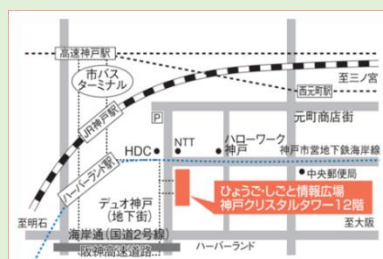 高速神戸駅
市バス
ターミナル
至三ノ宮
西元町駅
JR神戸駅
P
元町商店街
HDC
NTT
ハローワーク
神戸
神戸市営地下鉄海岸線
ハーバーランド駅
中央郵便局
デュオ神戸
(地下街)
ひょうご・しごと情報広場
神戸クリスタルタワー12階
至明石
海岸通(国道2号線)
至大阪
阪神高速道路
ハーバーランド